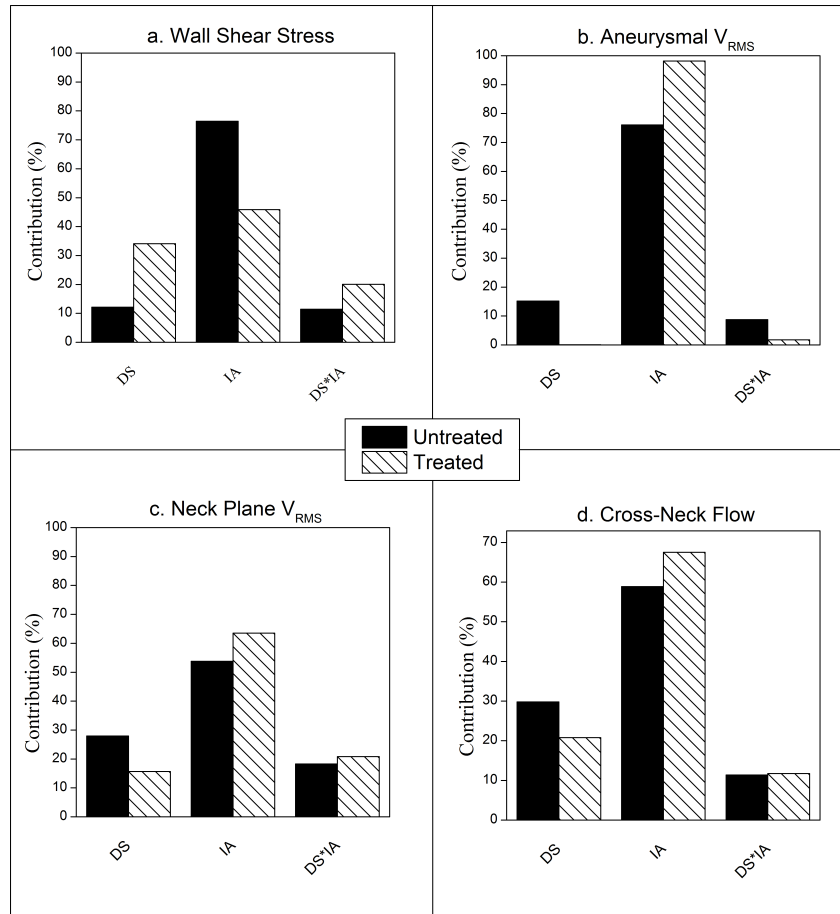 a. Wall Shear Stress
Contribution (%)
100
90
80
70
60
50
40
30
20
10
0
DS
IA
DS*IA
b. Aneurysmal V_RMS
Contribution (%)
100
90
80
70
60
50
40
30
20
10
0
DS
IA
DS*IA
Untreated
Treated
c. Neck Plane V_RMS
Contribution (%)
100
90
80
70
60
50
40
30
20
10
0
DS
IA
DS*IA
d. Cross-Neck Flow
Contribution (%)
70
60
50
40
30
20
10
0
DS
IA
DS*IA